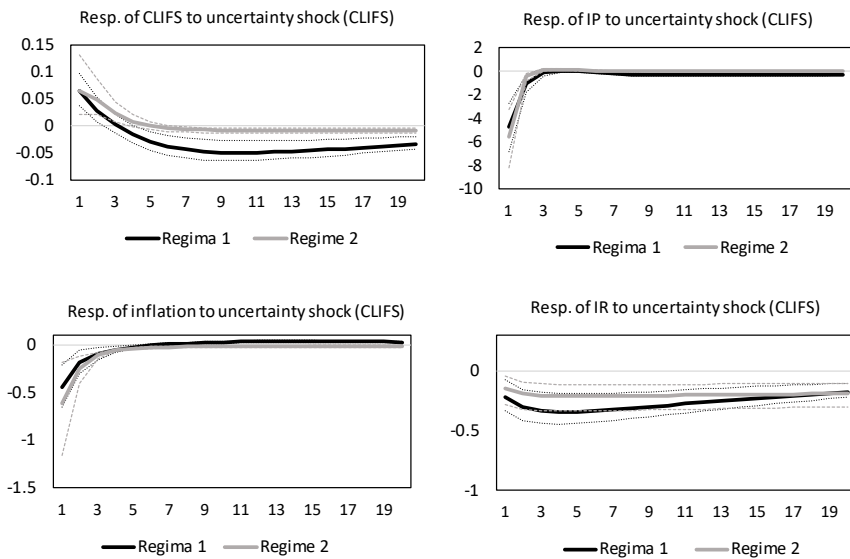 Resp. of CLIFS to uncertainty shock (CLIFS)
0.15
0.1
0.05
0
-0.05
-0.1
1 3 5 7 9 11 13 15 17 19
Regima 1 Regime 2
Resp. of IP to uncertainty shock (CLIFS)
2
0
-2
-4
-6
-8
-10
1 3 5 7 9 11 13 15 17 19
Regima 1 Regime 2
Resp. of inflation to uncertainty shock (CLIFS)
0
-0.5
-1
-1.5
1 3 5 7 9 11 13 15 17 19
Regima 1 Regime 2
Resp. of IR to uncertainty shock (CLIFS)
0
-0.5
-1
1 3 5 7 9 11 13 15 17 19
Regima 1 Regime 2